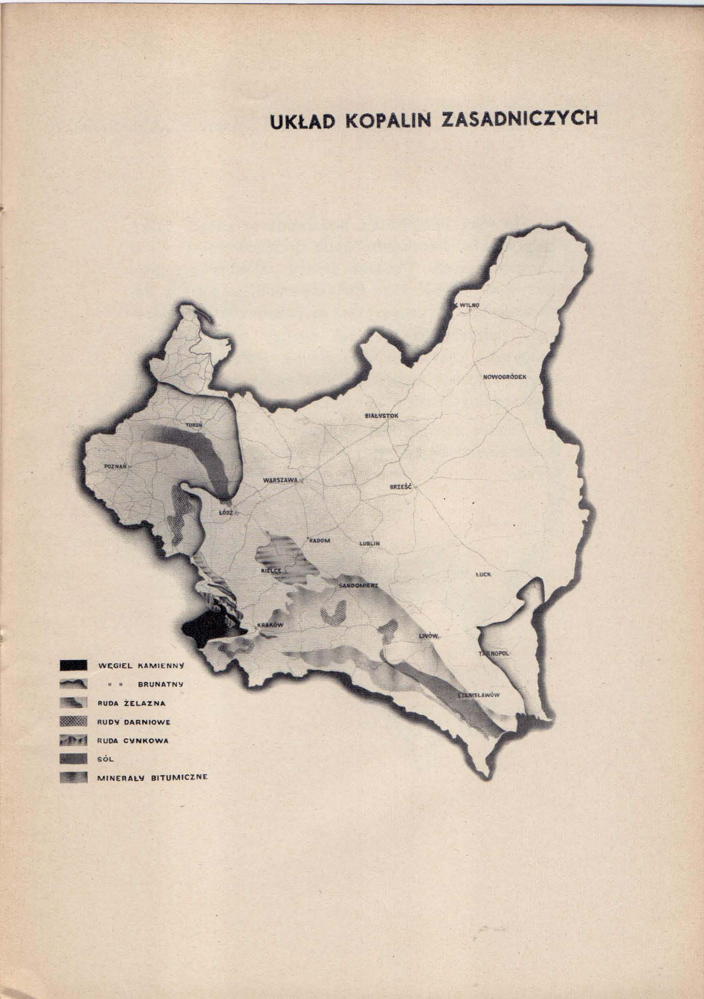 UKŁAD KOPALIN ZASADNICZYCH
WILNO
NOWOGRÓDEK
BIAŁYSTOK
TORUŃ
POZNAŃ
WARSZAWA
BRZEŚĆ
ŁÓDŹ
RADOM
LUBLIN
KIELCE
ŁUCK
SANDOMIERZ
KRAKÓW
LWÓW
TARNOPOL
STANISŁAWÓW
WĘGIEL KAMIENNY
" " BRUNATNY
RUDA ŻELAZNA
RUDY DARNIOWE
RUDA CYNKOWA
SÓL
MINERAŁY BITUMICZNE